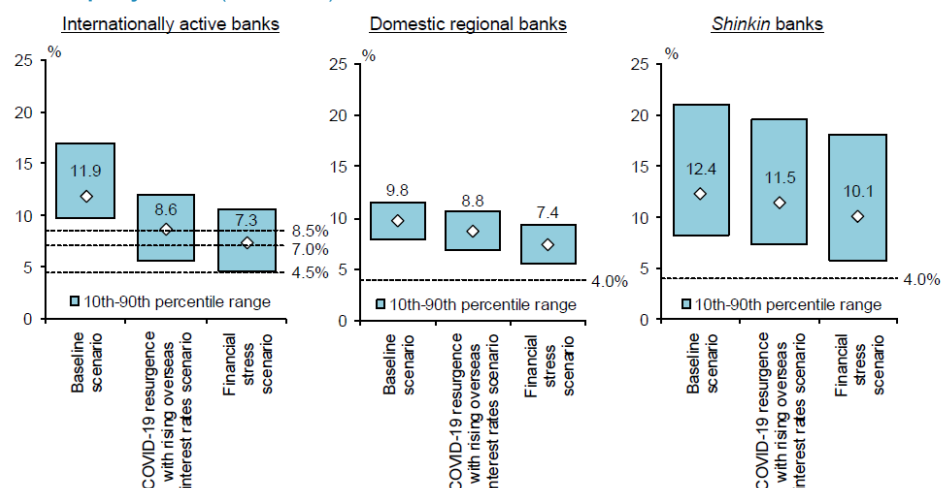 Internationally active banks
%
25
20
15
10
5
0
11.9
8.6
7.3
8.5%
7.0%
4.5%
10th-90th percentile range
Baseline
scenario
COVID-19 resurgence
with rising overseas
interest rates scenario
Financial
stress
scenario
Domestic regional banks
%
25
20
15
10
5
0
9.8
8.8
7.4
4.0%
10th-90th percentile range
Baseline
scenario
COVID-19 resurgence
with rising overseas
interest rates scenario
Financial
stress
scenario
Shinkin banks
%
25
20
15
10
5
0
12.4
11.5
10.1
4.0%
10th-90th percentile range
Baseline
scenario
COVID-19 resurgence
with rising overseas
interest rates scenario
Financial
stress
scenario